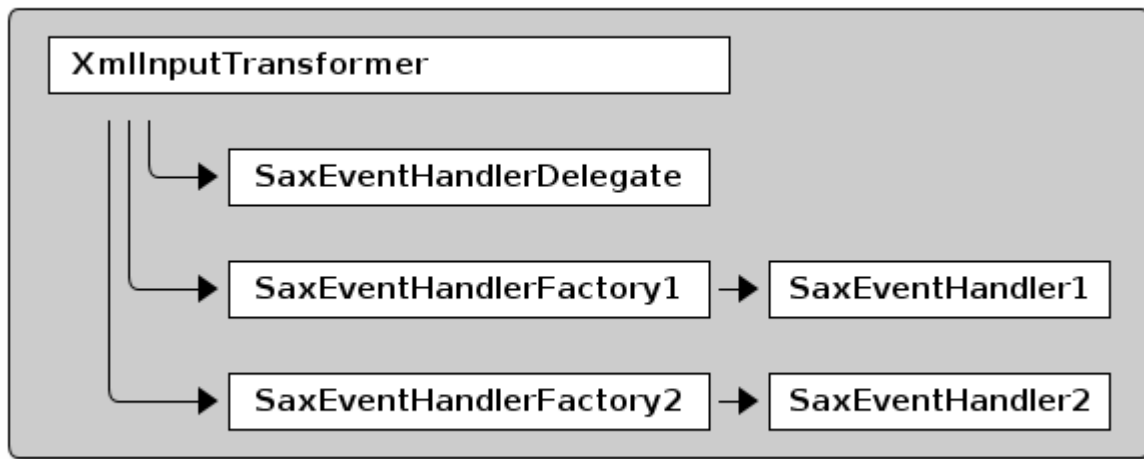 XmlInputTransformer
SaxEventHandlerDelegate
SaxEventHandlerFactory1
SaxEventHandler1
SaxEventHandlerFactory2
SaxEventHandler2